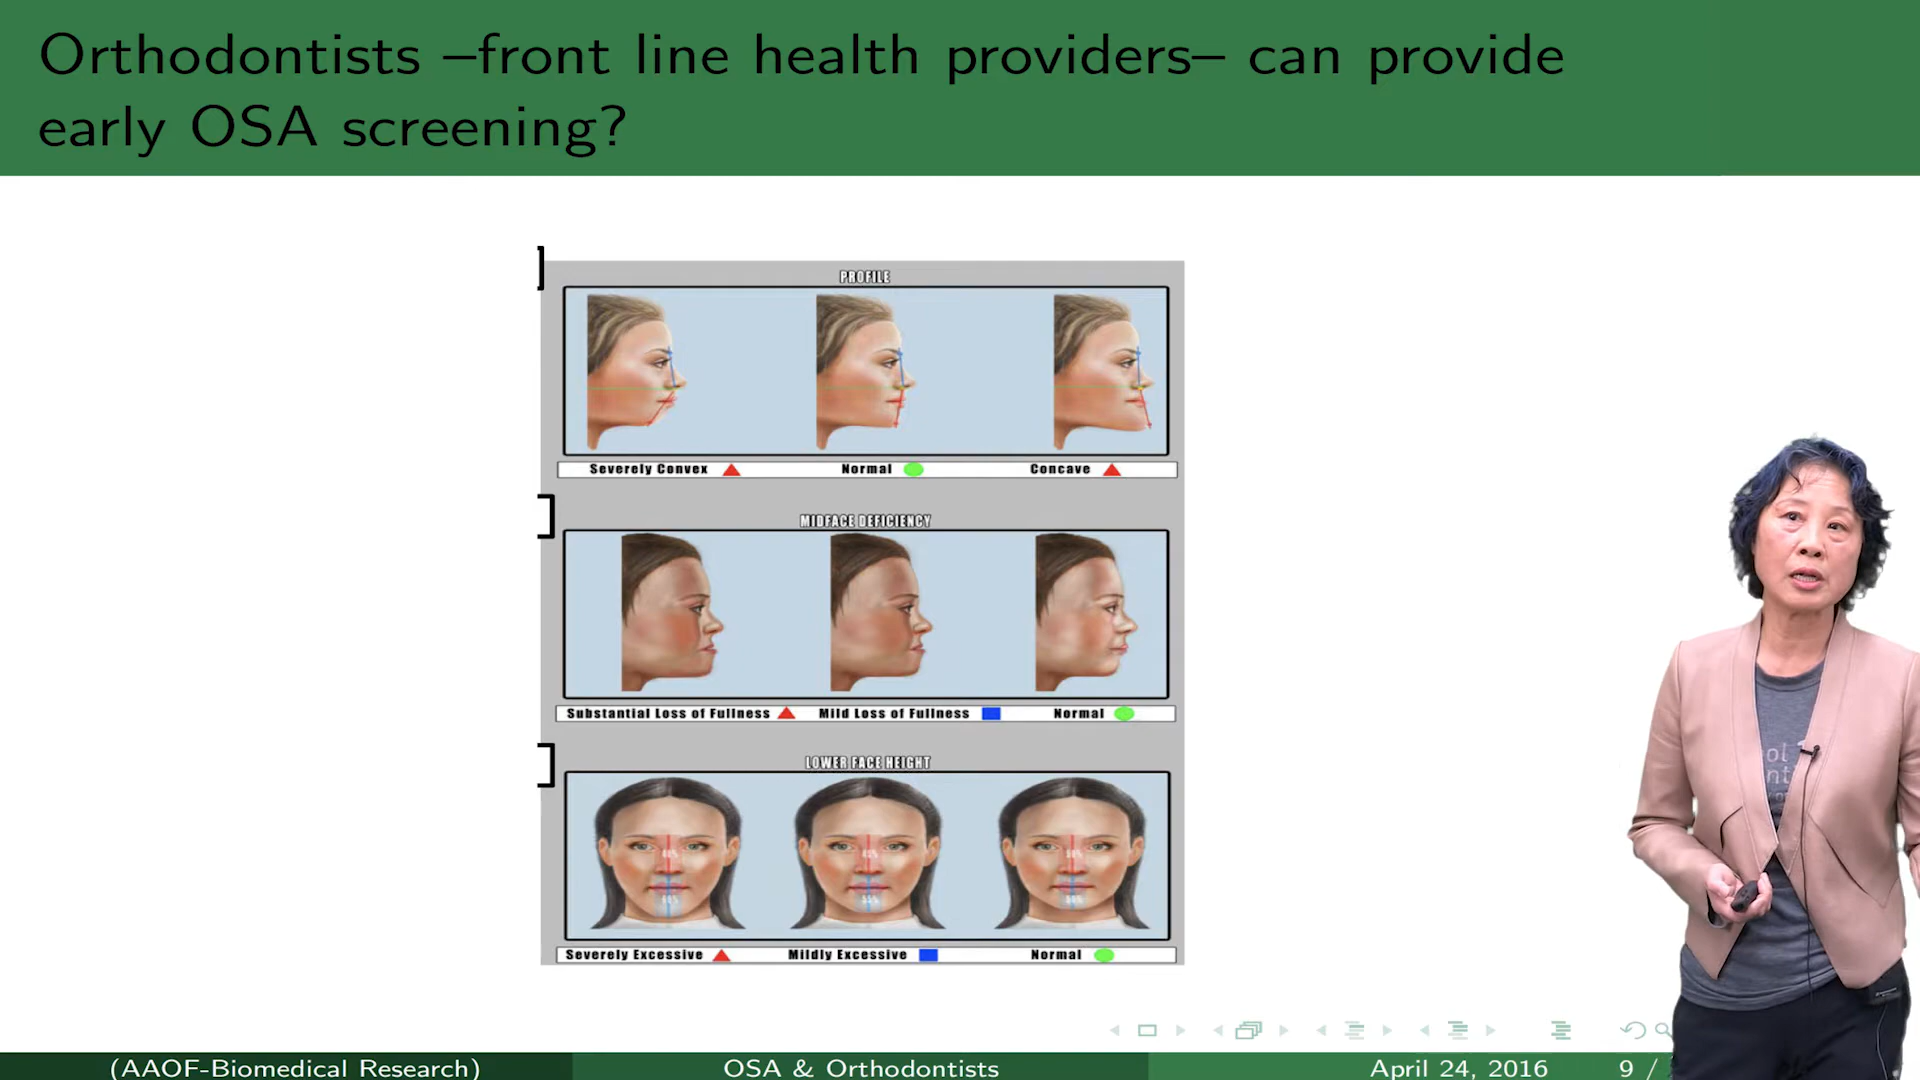 Orthodontists –front line health providers– can provide
early OSA screening?
]
PROFILE
Severely Convex Normal Concave
]
MIDFACE DEFICIENCY
Substantial Loss of Fullness Mild Loss of Fullness Normal
]
LOWER FACE HEIGHT
Severely Excessive Mildly Excessive Normal
(AAOF-Biomedical Research) OSA & Orthodontists April 24, 2016 9 /